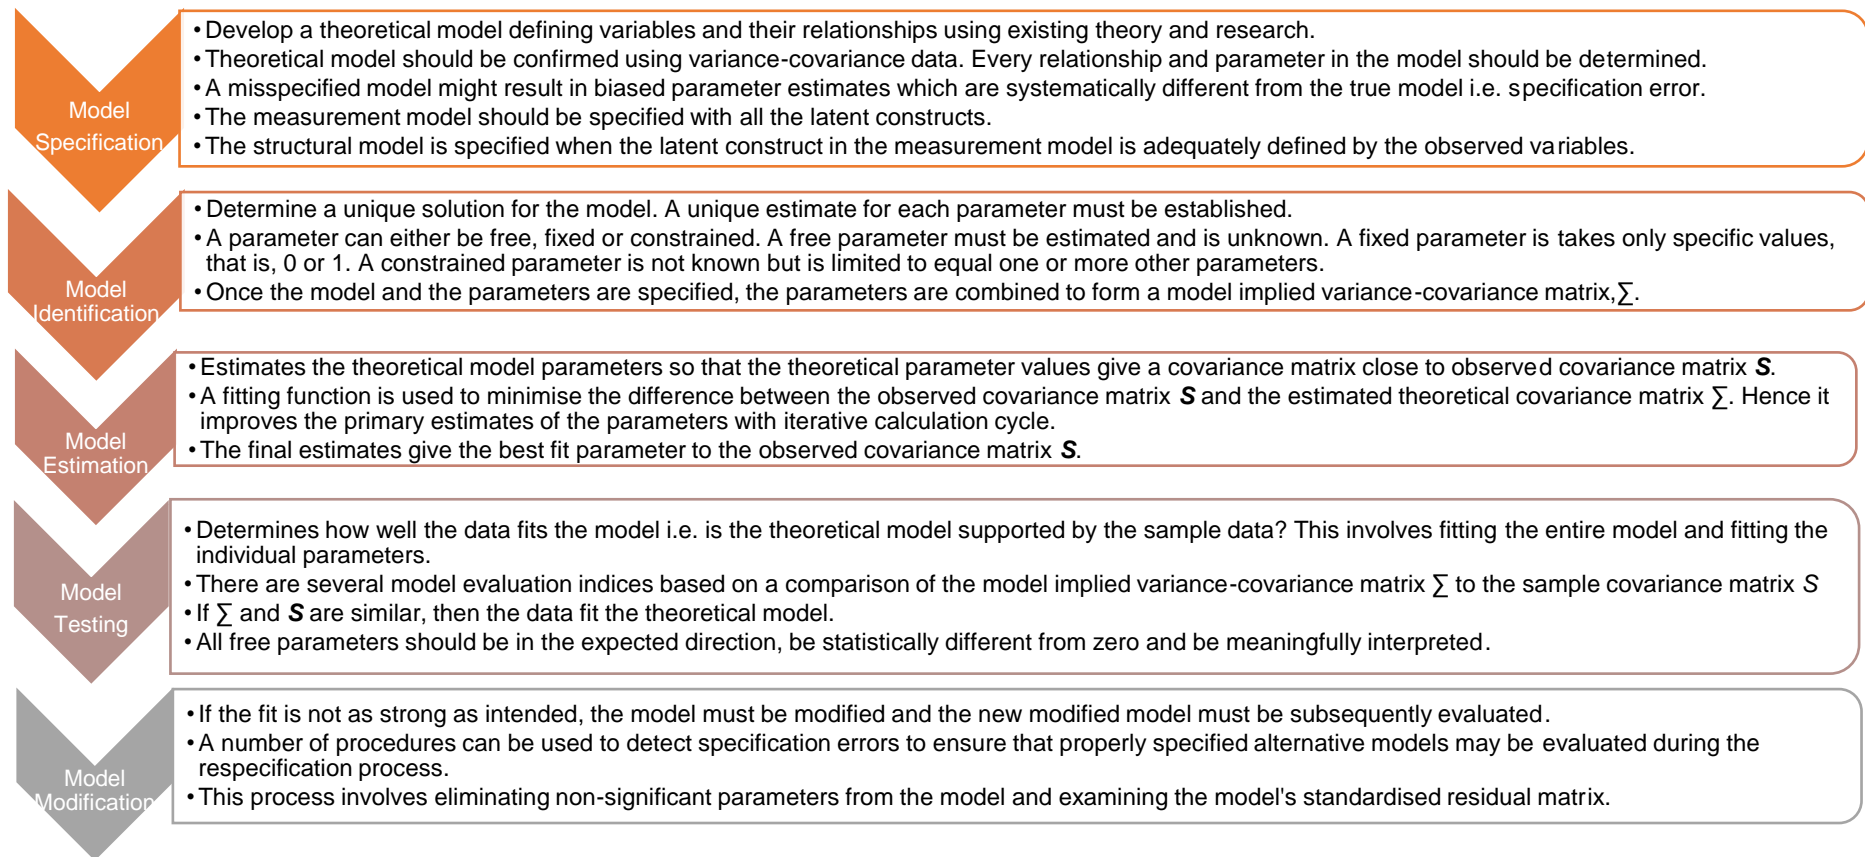 Model
Specification
• Develop a theoretical model defining variables and their relationships using existing theory and research.
• Theoretical model should be confirmed using variance-covariance data. Every relationship and parameter in the model should be determined.
• A misspecified model might result in biased parameter estimates which are systematically different from the true model i.e. specification error.
• The measurement model should be specified with all the latent constructs.
• The structural model is specified when the latent construct in the measurement model is adequately defined by the observed variables.
Model
Identification
• Determine a unique solution for the model. A unique estimate for each parameter must be established.
• A parameter can either be free, fixed or constrained. A free parameter must be estimated and is unknown. A fixed parameter is takes only specific values,
that is, 0 or 1. A constrained parameter is not known but is limited to equal one or more other parameters.
• Once the model and the parameters are specified, the parameters are combined to form a model implied variance-covariance matrix,∑.
Model
Estimation
• Estimates the theoretical model parameters so that the theoretical parameter values give a covariance matrix close to observed covariance matrix S.
• A fitting function is used to minimise the difference between the observed covariance matrix S and the estimated theoretical covariance matrix ∑. Hence it
improves the primary estimates of the parameters with iterative calculation cycle.
• The final estimates give the best fit parameter to the observed covariance matrix S.
Model
Testing
• Determines how well the data fits the model i.e. is the theoretical model supported by the sample data? This involves fitting the entire model and fitting the
individual parameters.
• There are several model evaluation indices based on a comparison of the model implied variance-covariance matrix ∑ to the sample covariance matrix S
• If ∑ and S are similar, then the data fit the theoretical model.
• All free parameters should be in the expected direction, be statistically different from zero and be meaningfully interpreted.
Model
Modification
• If the fit is not as strong as intended, the model must be modified and the new modified model must be subsequently evaluated.
• A number of procedures can be used to detect specification errors to ensure that properly specified alternative models may be evaluated during the
respecification process.
• This process involves eliminating non-significant parameters from the model and examining the model's standardised residual matrix.